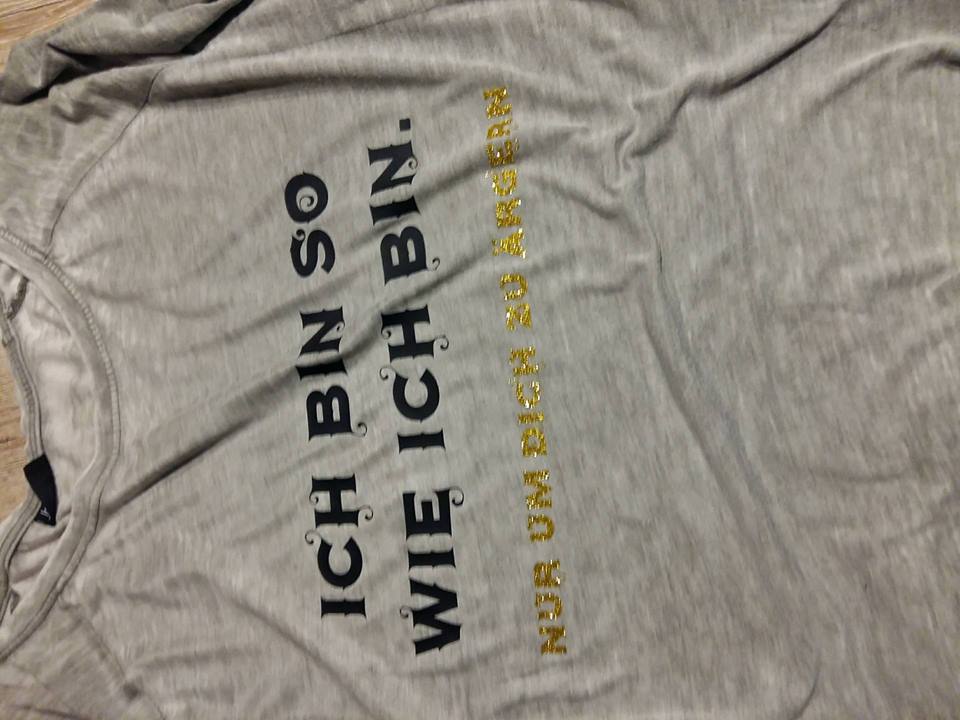 ICH BIN SO
WIE ICH BIN.
NUR UM DICH ZU ÄRGERN